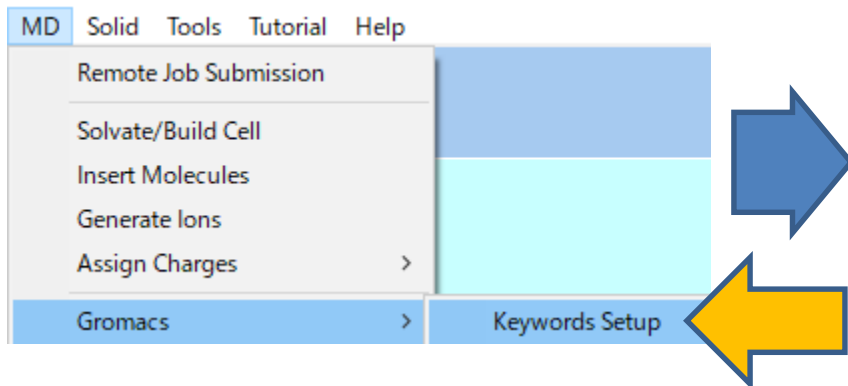 MD Solid Tools Tutorial Help
Remote Job Submission
Solvate/Build Cell
Insert Molecules
Generate Ions
Assign Charges >
Gromacs > Keywords Setup